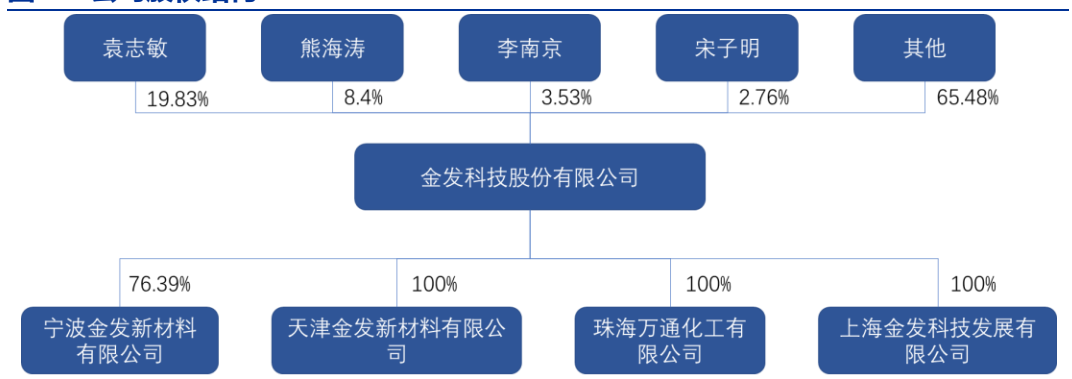 袁志敏
熊海涛
李南京
宋子明
其他
19.83%
8.4%
3.53%
2.76%
65.48%
金发科技股份有限公司
76.39%
100%
100%
100%
宁波金发新材料
有限公司
天津金发新材料有限公
司
珠海万通化工有
限公司
上海金发科技发展有
限公司